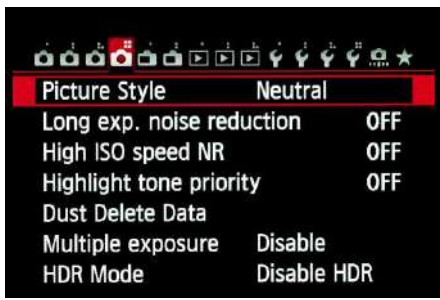 Picture Style Neutral
Long exp. noise reduction OFF
High ISO speed NR OFF
Highlight tone priority OFF
Dust Delete Data
Multiple exposure Disable
HDR Mode Disable HDR